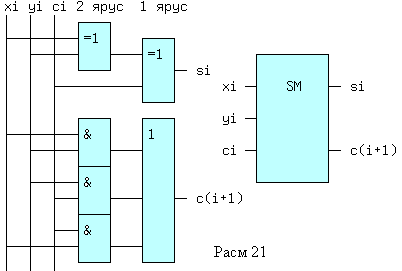 xi yi ci 2 ярус 1 ярус
=1
=1
si
&
1
&
c(i+1)
&
xi SM si
yi
ci c(i+1)
Расм 21